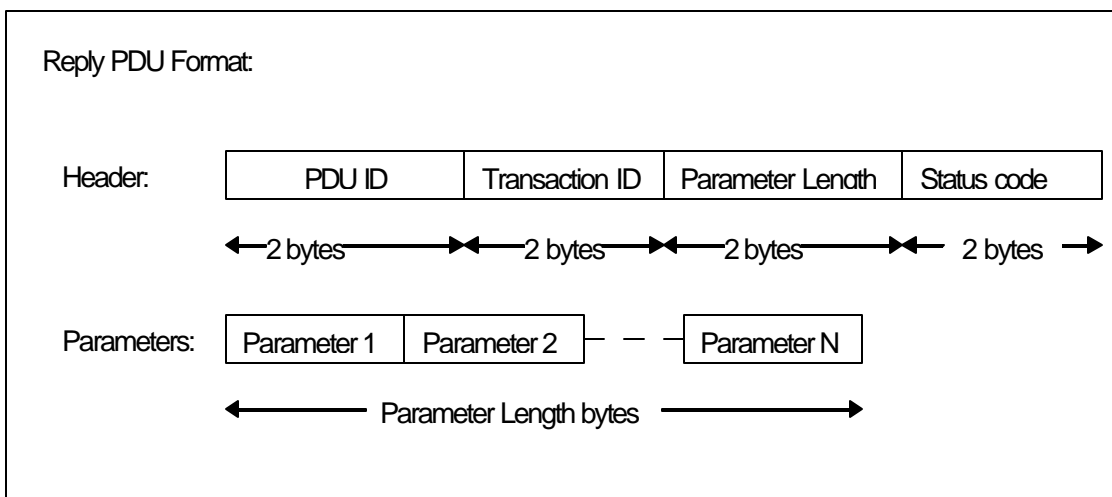 Reply PDU Format:
Header: PDU ID Transaction ID Parameter Length Status code
2 bytes 2 bytes 2 bytes 2 bytes
Parameters: Parameter 1 Parameter 2 Parameter N
Parameter Length bytes